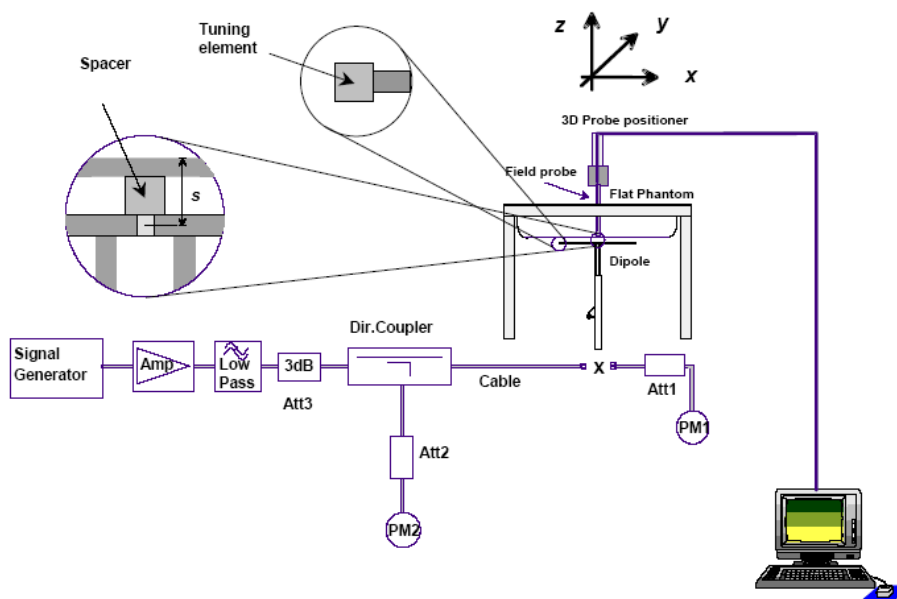 Tuning
element
Spacer
z
y
x
3D Probe positioner
Field probe
Flat Phantom
s
Dipole
Dir.Coupler
Signal
Generator
Amp
Low
Pass
3dB
Att3
Cable
X
Att1
PM1
Att2
PM2